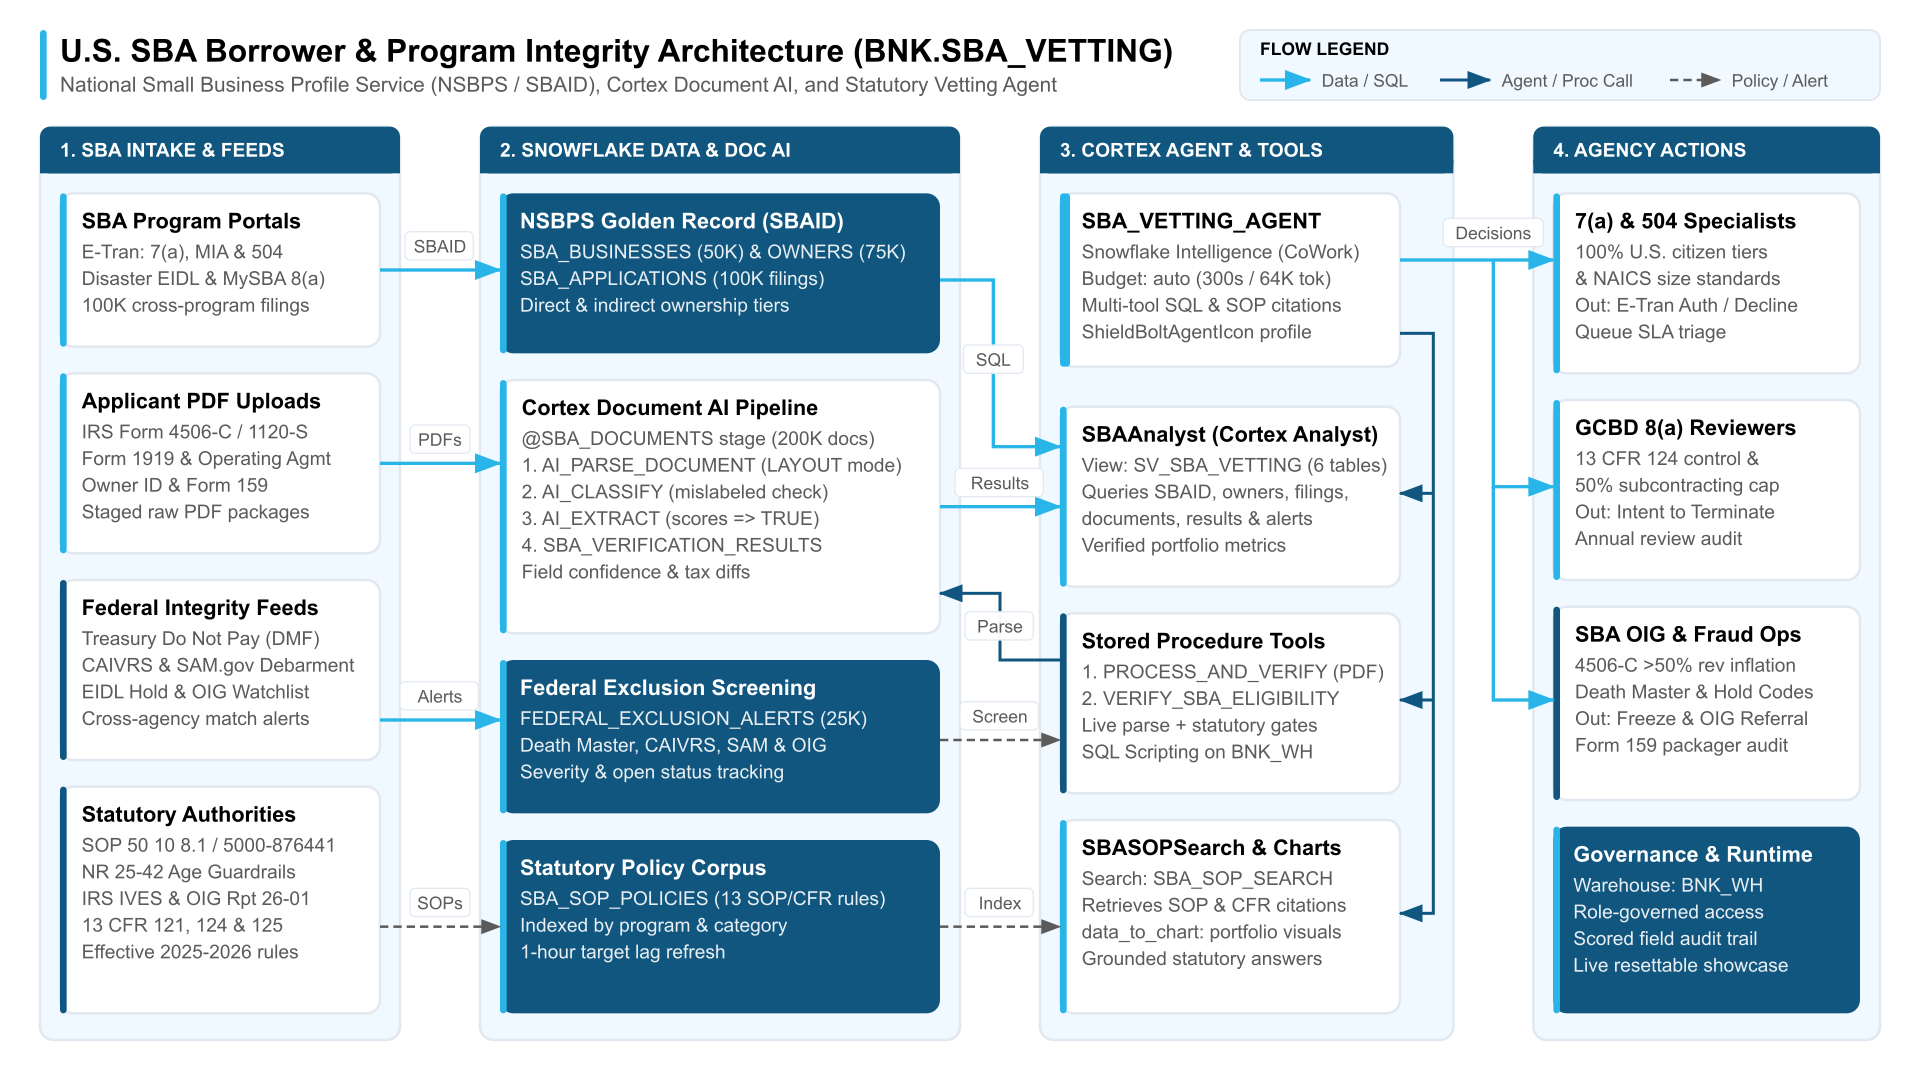 U.S. SBA Borrower & Program Integrity Architecture (BNK.SBA_VETTING)
National Small Business Profile Service (NSBPS / SBAID), Cortex Document AI, and Statutory Vetting Agent
FLOW LEGEND
Data / SQL
Agent / Proc Call
Policy / Alert
1. SBA INTAKE & FEEDS
SBA Program Portals
E-Tran: 7(a), MIA & 504
Disaster EIDL & MySBA 8(a)
100K cross-program filings
Applicant PDF Uploads
IRS Form 4506-C / 1120-S
Form 1919 & Operating Agmt
Owner ID & Form 159
Staged raw PDF packages
Federal Integrity Feeds
Treasury Do Not Pay (DMF)
CAIVRS & SAM.gov Debarment
EIDL Hold & OIG Watchlist
Cross-agency match alerts
Statutory Authorities
SOP 50 10 8.1 / 5000-876441
NR 25-42 Age Guardrails
IRS IVES & OIG Rpt 26-01
13 CFR 121, 124 & 125
Effective 2025-2026 rules
SBAID
PDFs
Alerts
SOPs
2. SNOWFLAKE DATA & DOC AI
NSBPS Golden Record (SBAID)
SBA_BUSINESSES (50K) & OWNERS (75K)
SBA_APPLICATIONS (100K filings)
Direct & indirect ownership tiers
Cortex Document AI Pipeline
@SBA_DOCUMENTS stage (200K docs)
1. AI_PARSE_DOCUMENT (LAYOUT mode)
2. AI_CLASSIFY (mislabeled check)
3. AI_EXTRACT (scores => TRUE)
4. SBA_VERIFICATION_RESULTS
Field confidence & tax diffs
Federal Exclusion Screening
FEDERAL_EXCLUSION_ALERTS (25K)
Death Master, CAIVRS, SAM & OIG
Severity & open status tracking
Statutory Policy Corpus
SBA_SOP_POLICIES (13 SOP/CFR rules)
Indexed by program & category
1-hour target lag refresh
SQL
Results
Parse
Screen
Index
3. CORTEX AGENT & TOOLS
SBA_VETTING_AGENT
Snowflake Intelligence (CoWork)
Budget: auto (300s / 64K tok)
Multi-tool SQL & SOP citations
ShieldBoltAgentIcon profile
SBAAnalyst (Cortex Analyst)
View: SV_SBA_VETTING (6 tables)
Queries SBAID, owners, filings,
documents, results & alerts
Verified portfolio metrics
Stored Procedure Tools
1. PROCESS_AND_VERIFY (PDF)
2. VERIFY_SBA_ELIGIBILITY
Live parse + statutory gates
SQL Scripting on BNK_WH
SBASOPSearch & Charts
Search: SBA_SOP_SEARCH
Retrieves SOP & CFR citations
data_to_chart: portfolio visuals
Grounded statutory answers
Decisions
4. AGENCY ACTIONS
7(a) & 504 Specialists
100% U.S. citizen tiers
& NAICS size standards
Out: E-Tran Auth / Decline
Queue SLA triage
GCBD 8(a) Reviewers
13 CFR 124 control &
50% subcontracting cap
Out: Intent to Terminate
Annual review audit
SBA OIG & Fraud Ops
4506-C >50% rev inflation
Death Master & Hold Codes
Out: Freeze & OIG Referral
Form 159 packager audit
Governance & Runtime
Warehouse: BNK_WH
Role-governed access
Scored field audit trail
Live resettable showcase